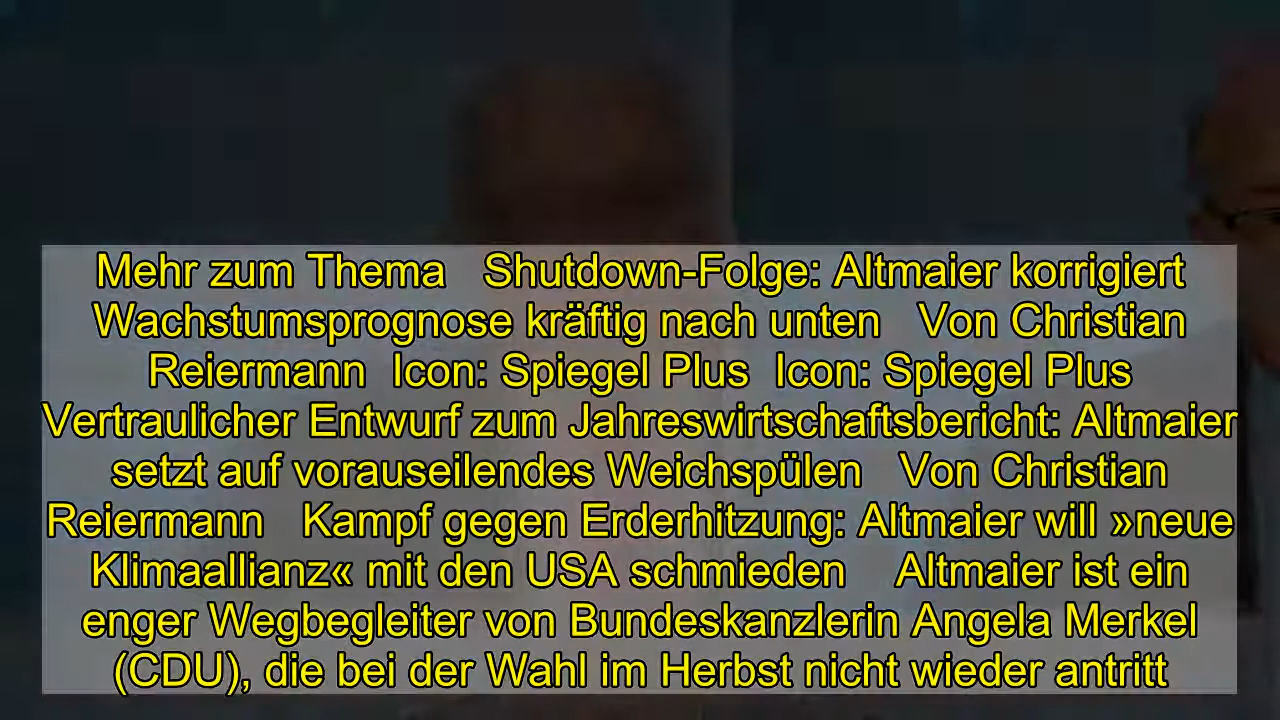 Mehr zum Thema   Shutdown-Folge: Altmaier korrigiert
Wachstumsprognose kräftig nach unten   Von Christian
Reiermann  Icon: Spiegel Plus  Icon: Spiegel Plus
Vertraulicher Entwurf zum Jahreswirtschaftsbericht: Altmaier
setzt auf vorauseilendes Weichspülen   Von Christian
Reiermann   Kampf gegen Erderhitzung: Altmaier will »neue
Klimaallianz« mit den USA schmieden    Altmaier ist ein
enger Wegbegleiter von Bundeskanzlerin Angela Merkel
(CDU), die bei der Wahl im Herbst nicht wieder antritt